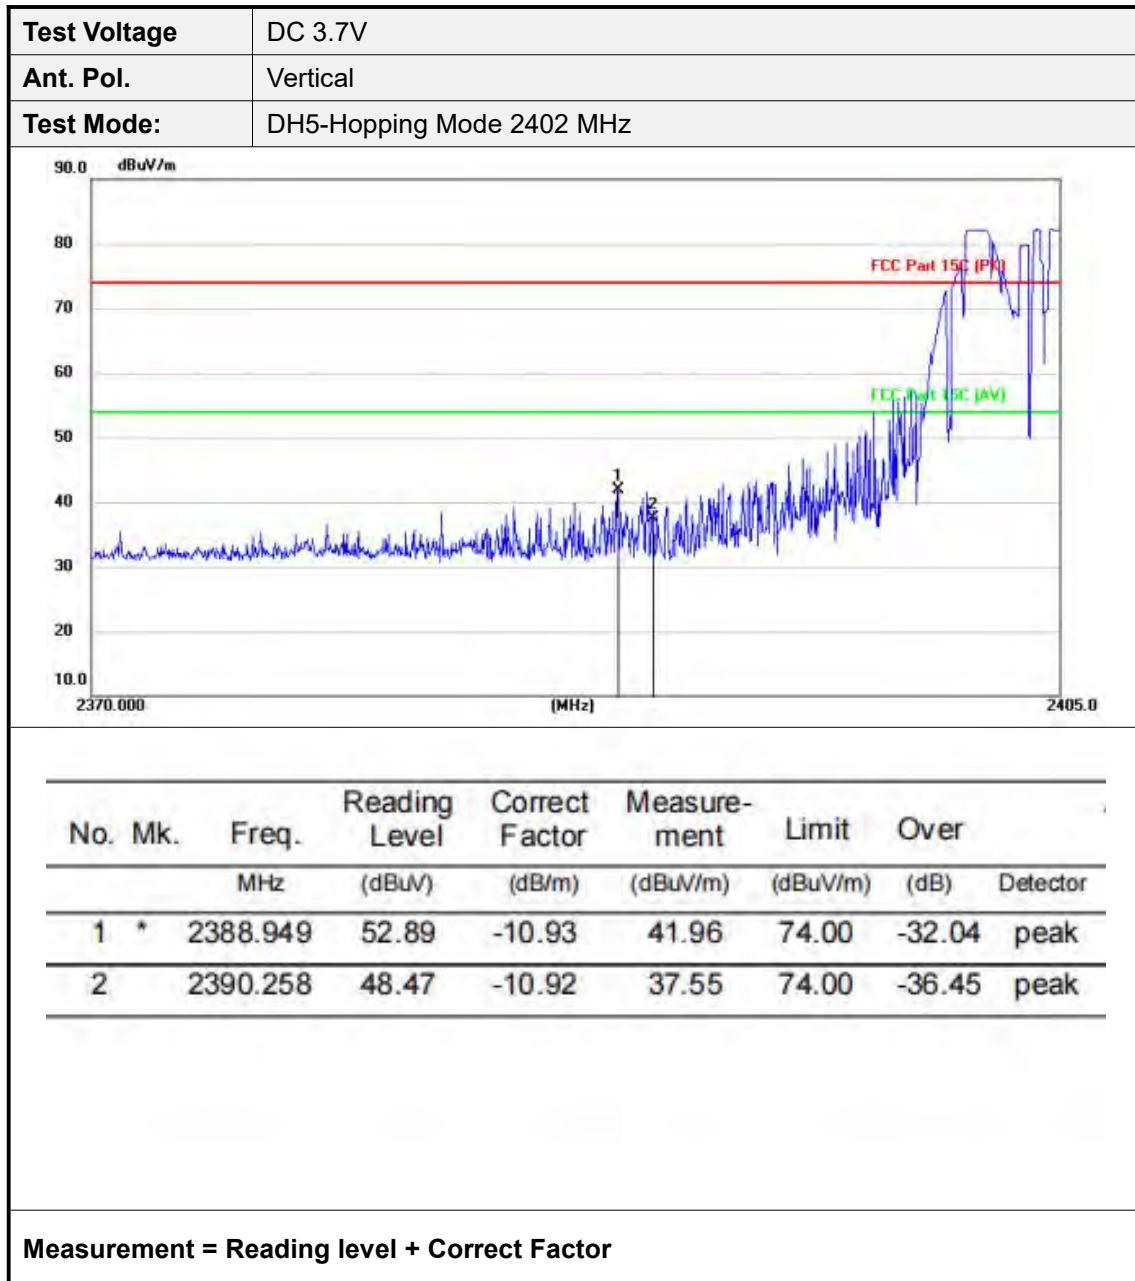 Test Voltage DC 3.7V
Ant. Pol. Vertical
Test Mode: DH5-Hopping Mode 2402 MHz
90.0 dBuV/m
80
FCC Part 15C (PK)
70
60
FCC Part 15C (AV)
50
1
40
2
30
20
10.0
2370.000 (MHz) 2405.0
No. Mk. Freq. Reading Level Correct Factor Measure-ment Limit Over
MHz (dBuV) (dB/m) (dBuV/m) (dBuV/m) (dB) Detector
1 * 2388.949 52.89 -10.93 41.96 74.00 -32.04 peak
2 2390.258 48.47 -10.92 37.55 74.00 -36.45 peak
Measurement = Reading level + Correct Factor